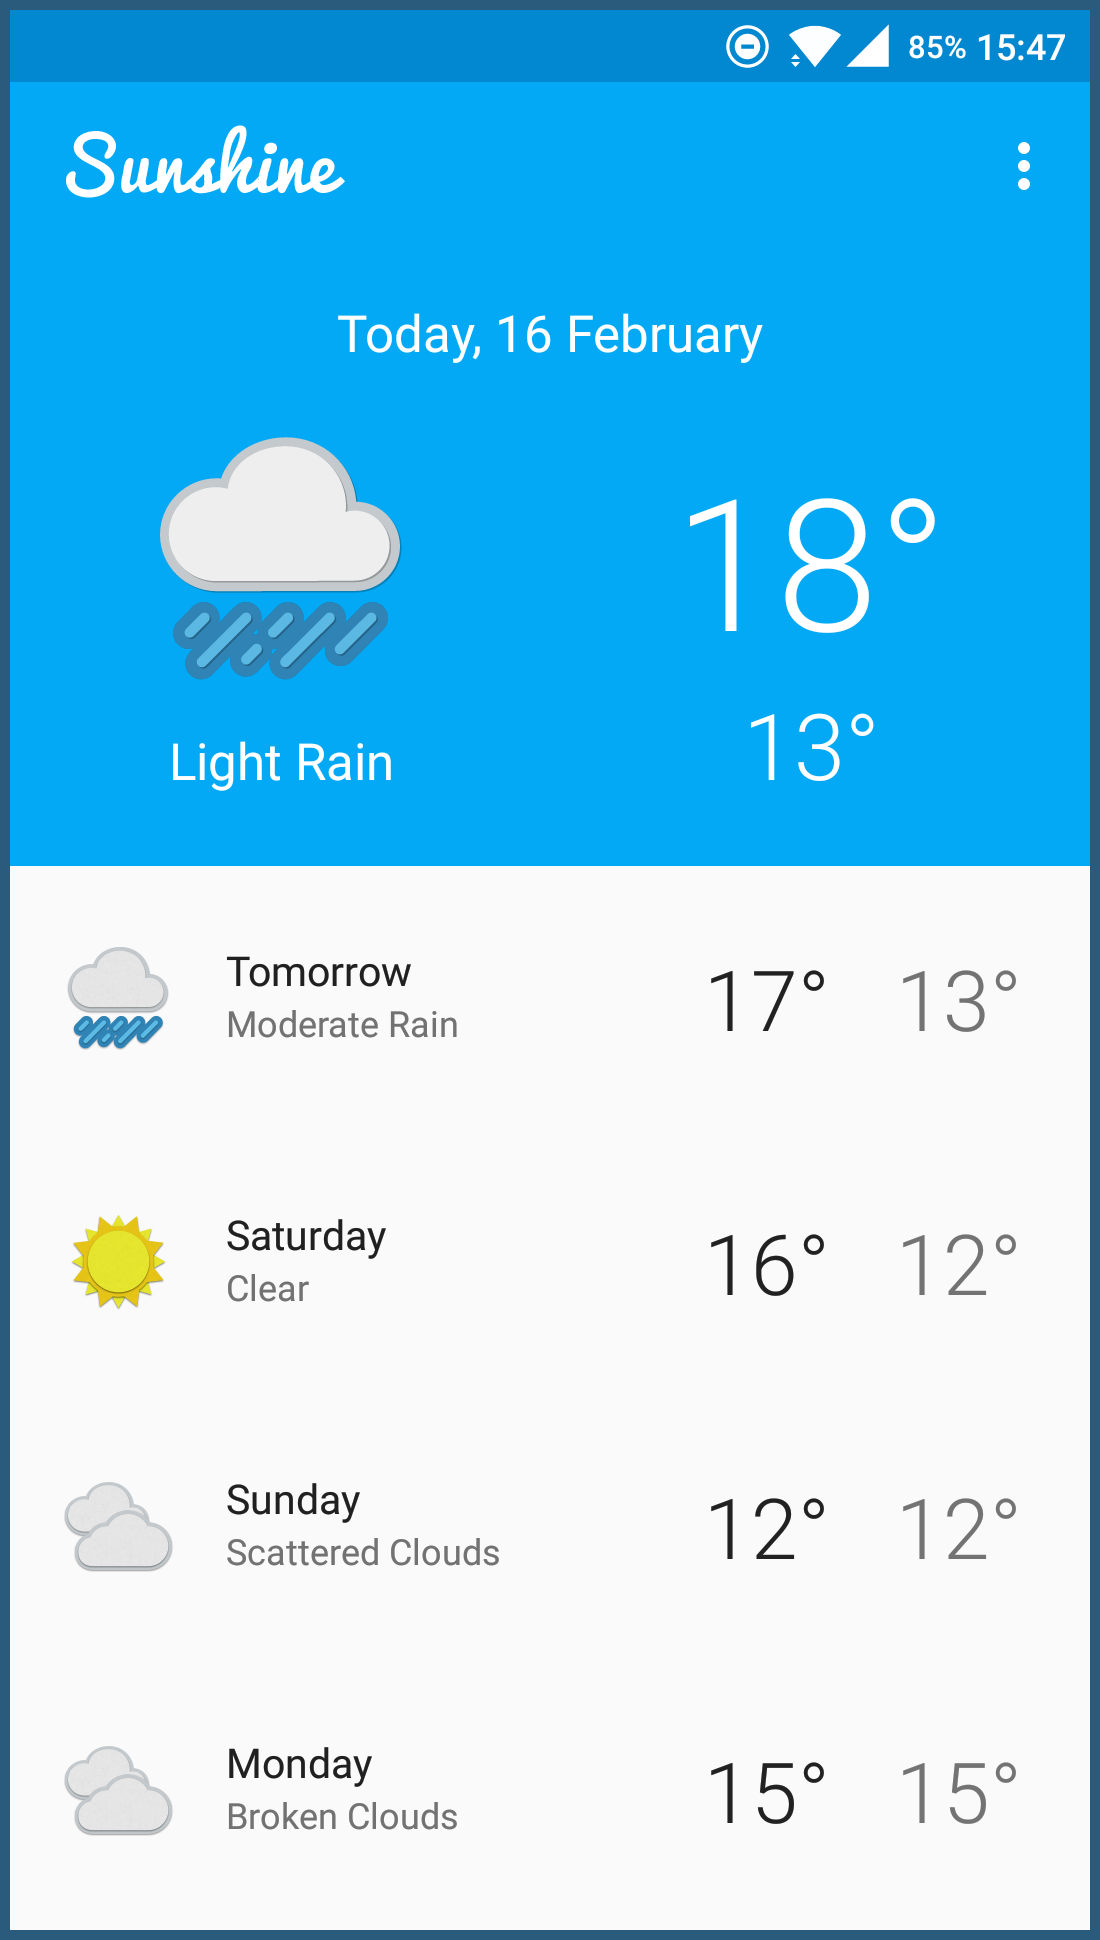 85% 15:47
Sunshine
Today, 16 February
18°
13°
Light Rain
Tomorrow
Moderate Rain
17° 13°
Saturday
Clear
16° 12°
Sunday
Scattered Clouds
12° 12°
Monday
Broken Clouds
15° 15°